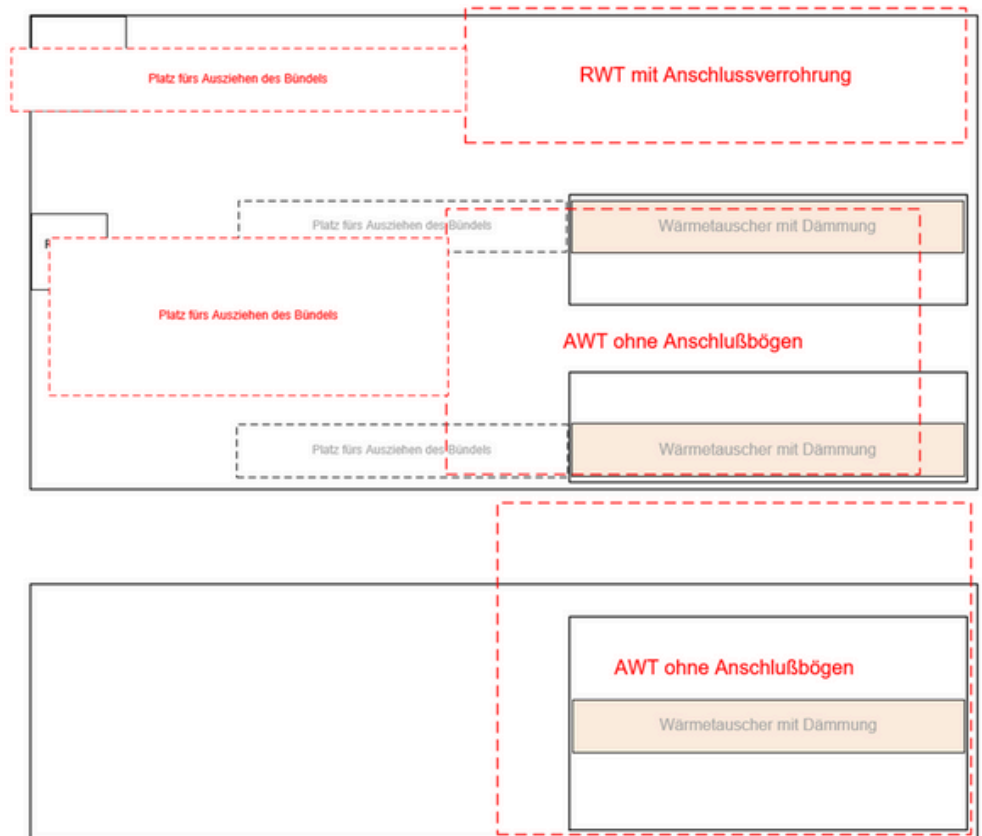 Platz fürs Ausziehen des Bündels
RWT mit Anschlussverrohrung
Platz fürs Ausziehen des Bündels
Wärmetauscher mit Dämmung
Platz fürs Ausziehen des Bündels
AWT ohne Anschlußbögen
Platz fürs Ausziehen des Bündels
Wärmetauscher mit Dämmung
AWT ohne Anschlußbögen
Wärmetauscher mit Dämmung